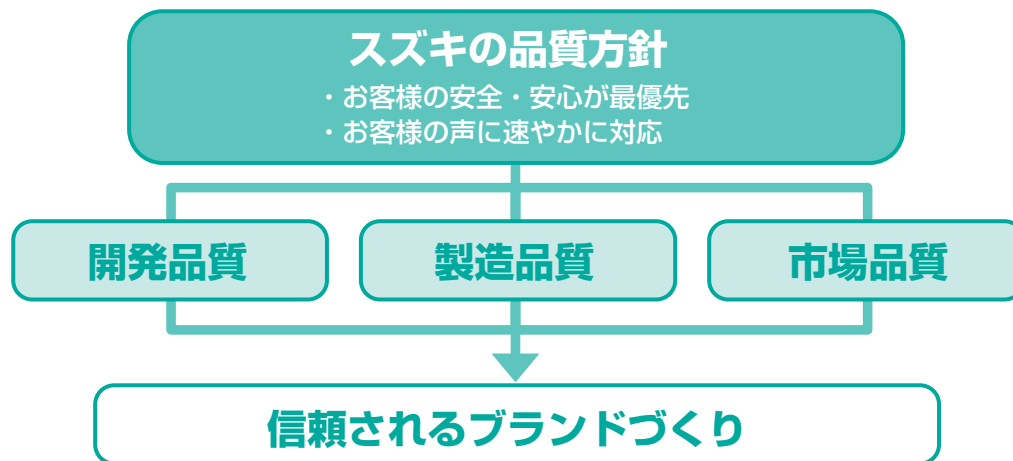 スズキの品質方針
・お客様の安全・安心が最優先
・お客様の声に速やかに対応
開発品質
製造品質
市場品質
信頼されるブランドづくり